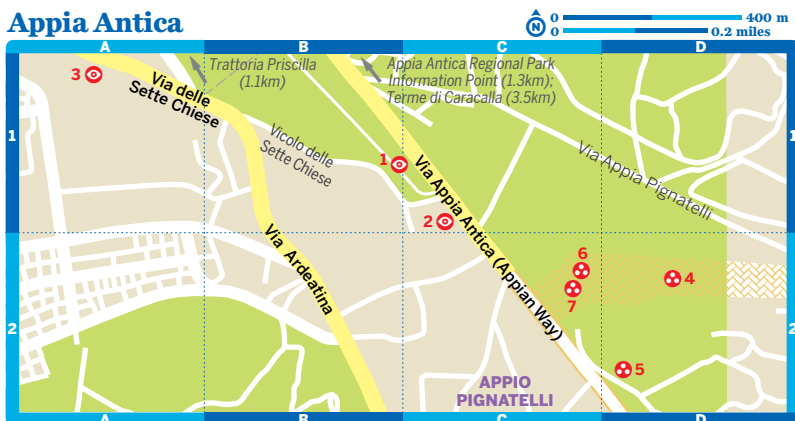 Appia Antica
N
0 400 m
0 0.2 miles
A B C D
1
1
2
2
A B C D
Trattoria Priscilla
(1.1km)
Appia Antica Regional Park
Information Point (1.3km);
Terme di Caracalla (3.5km)
3
Via delle
Sette Chiese
Vicolo delle
Sette Chiese
1
Via Appia Pignatelli
2
Via Appia Antica (Appian Way)
Via Ardeatina
6
4
7
5
APPIO
PIGNATELLI